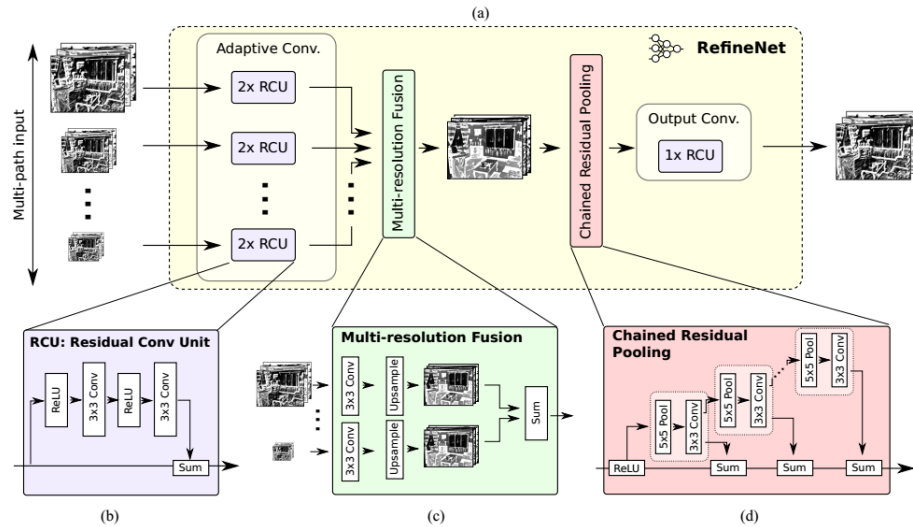 (a)
Multi-path input
Adaptive Conv.
2x RCU
2x RCU
2x RCU
Multi-resolution Fusion
Chained Residual Pooling
RefineNet
Output Conv.
1x RCU
RCU: Residual Conv Unit
ReLU
3x3 Conv
ReLU
3x3 Conv
Sum
(b)
Multi-resolution Fusion
3x3 Conv
Upsample
3x3 Conv
Upsample
Sum
(c)
Chained Residual
Pooling
ReLU
5x5 Pool
3x3 Conv
5x5 Pool
3x3 Conv
5x5 Pool
3x3 Conv
Sum
Sum
Sum
(d)